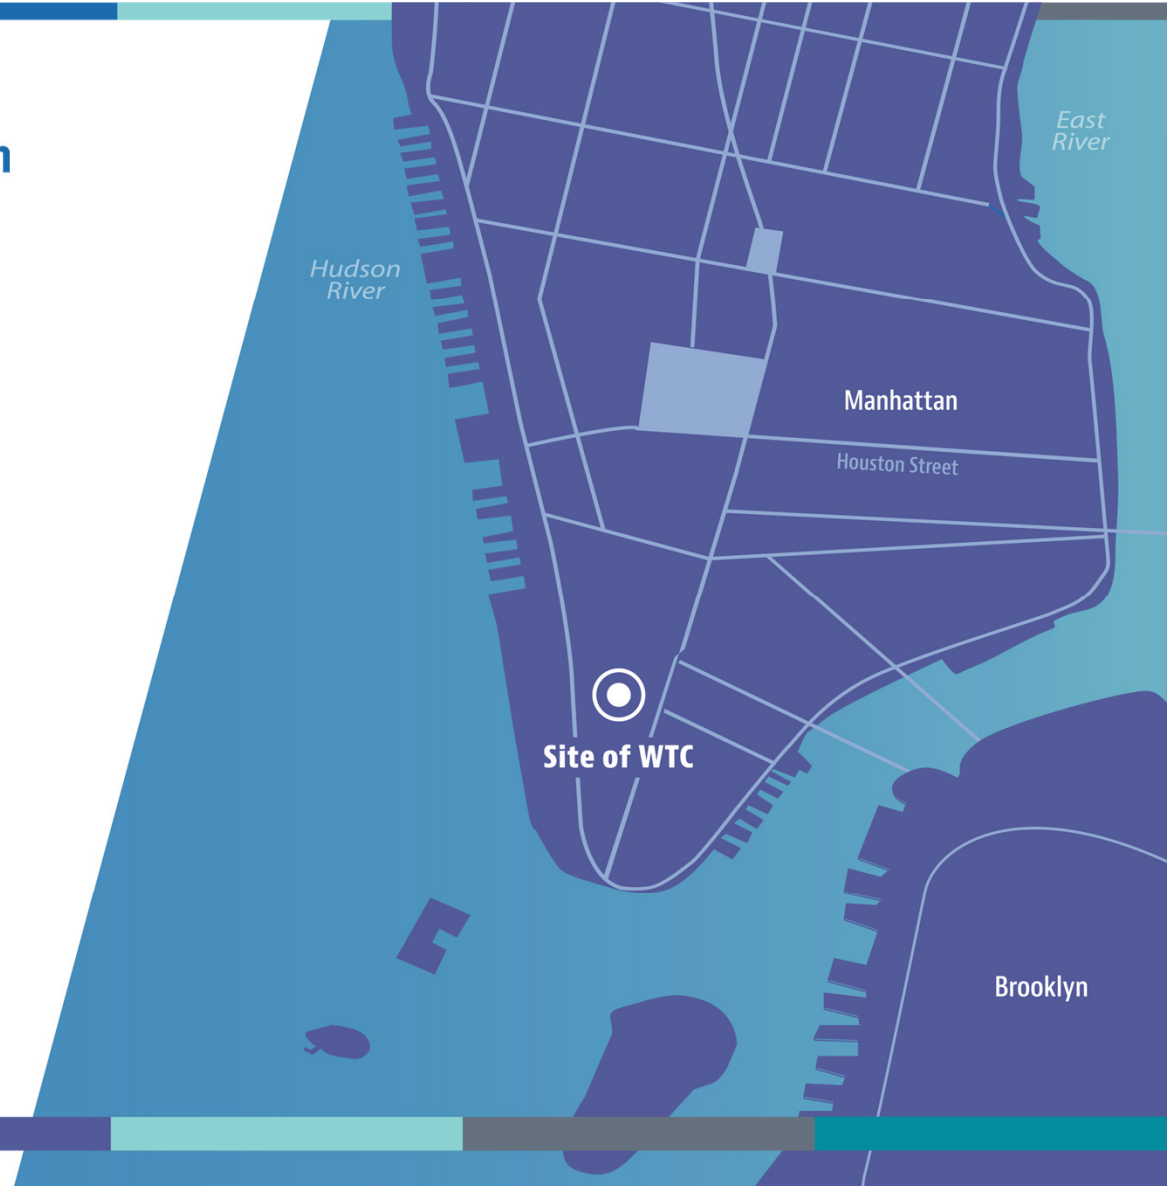 East
River
Hudson
River
Manhattan
Houston Street
Site of WTC
Brooklyn